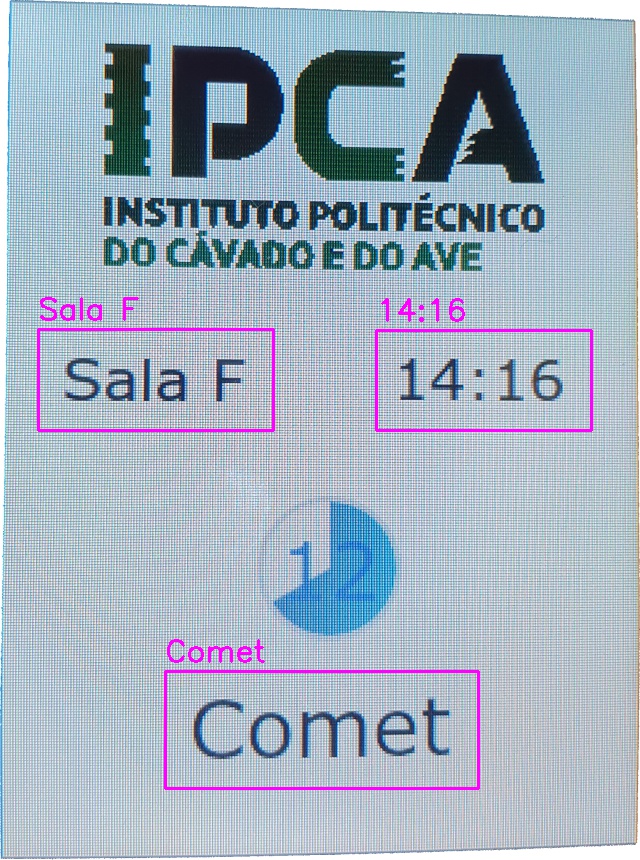 IPCA
INSTITUTO POLITÉCNICO
DO CÁVADO E DO AVE
Sala F 14:16
Sala F 14:16
12
Comet
Comet